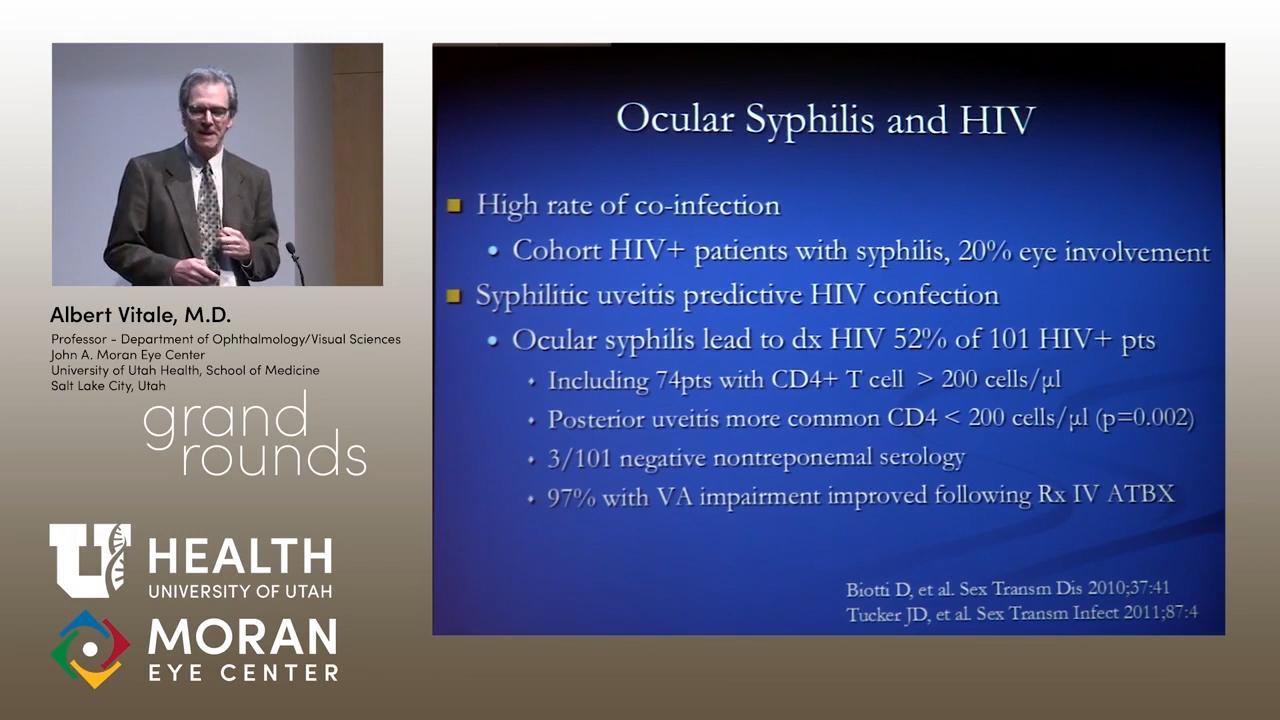 Ocular Syphilis and HIV
High rate of co-infection
Cohort HIV+ patients with syphilis, 20% eye involvement
Syphilitic uveitis predictive HIV confection
Ocular syphilis lead to dx HIV 52% of 101 HIV+ pts
Including 74pts with CD4+ T cell > 200 cells/µl
Posterior uveitis more common CD4 < 200 cells/µl (p=0.002)
3/101 negative nontreponemal serology
97% with VA impairment improved following Rx IV ATBX
Biotti D, et al. Sex Transm Dis 2010;37:41
Tucker JD, et al. Sex Transm Infect 2011;87:4
Albert Vitale, M.D.
Professor - Department of Ophthalmology/Visual Sciences
John A. Moran Eye Center
University of Utah Health, School of Medicine
Salt Lake City, Utah
grand
rounds
U HEALTH
UNIVERSITY OF UTAH
MORAN
EYE CENTER